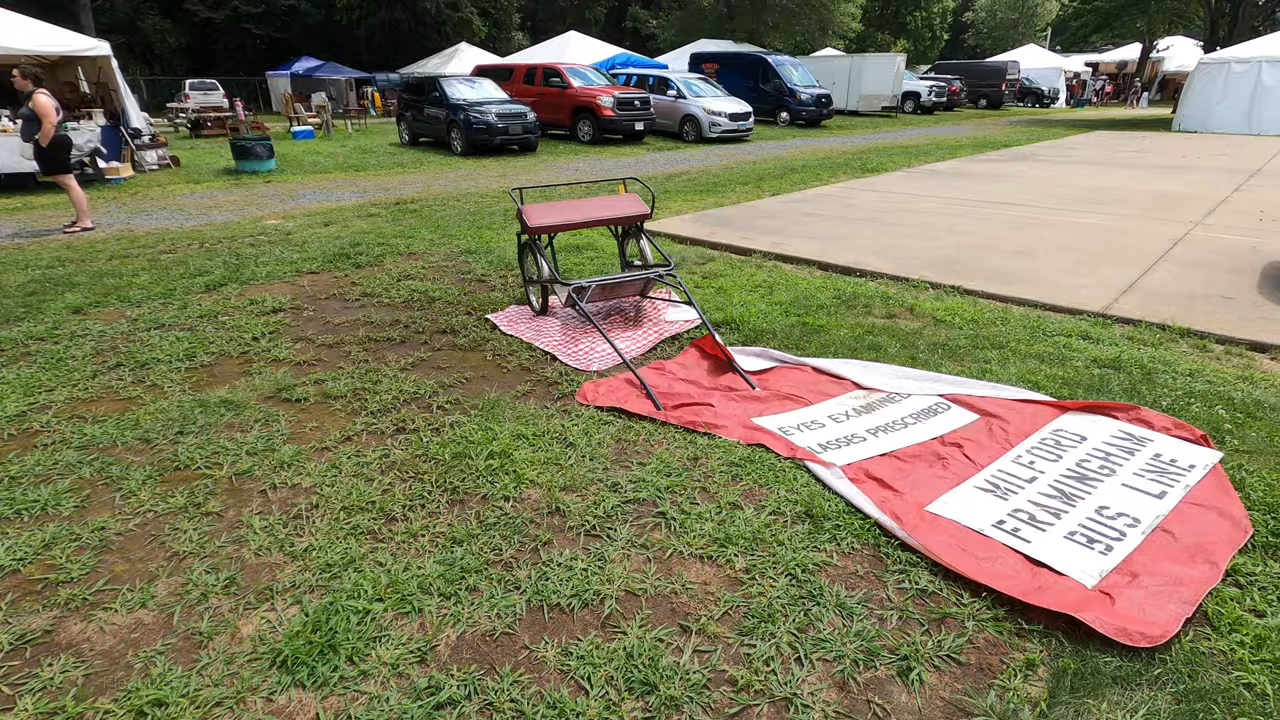 EYES EXAMINED
LASSES PRESCRIBED
MILFORD
FRAMINGHAM
BUS LINE